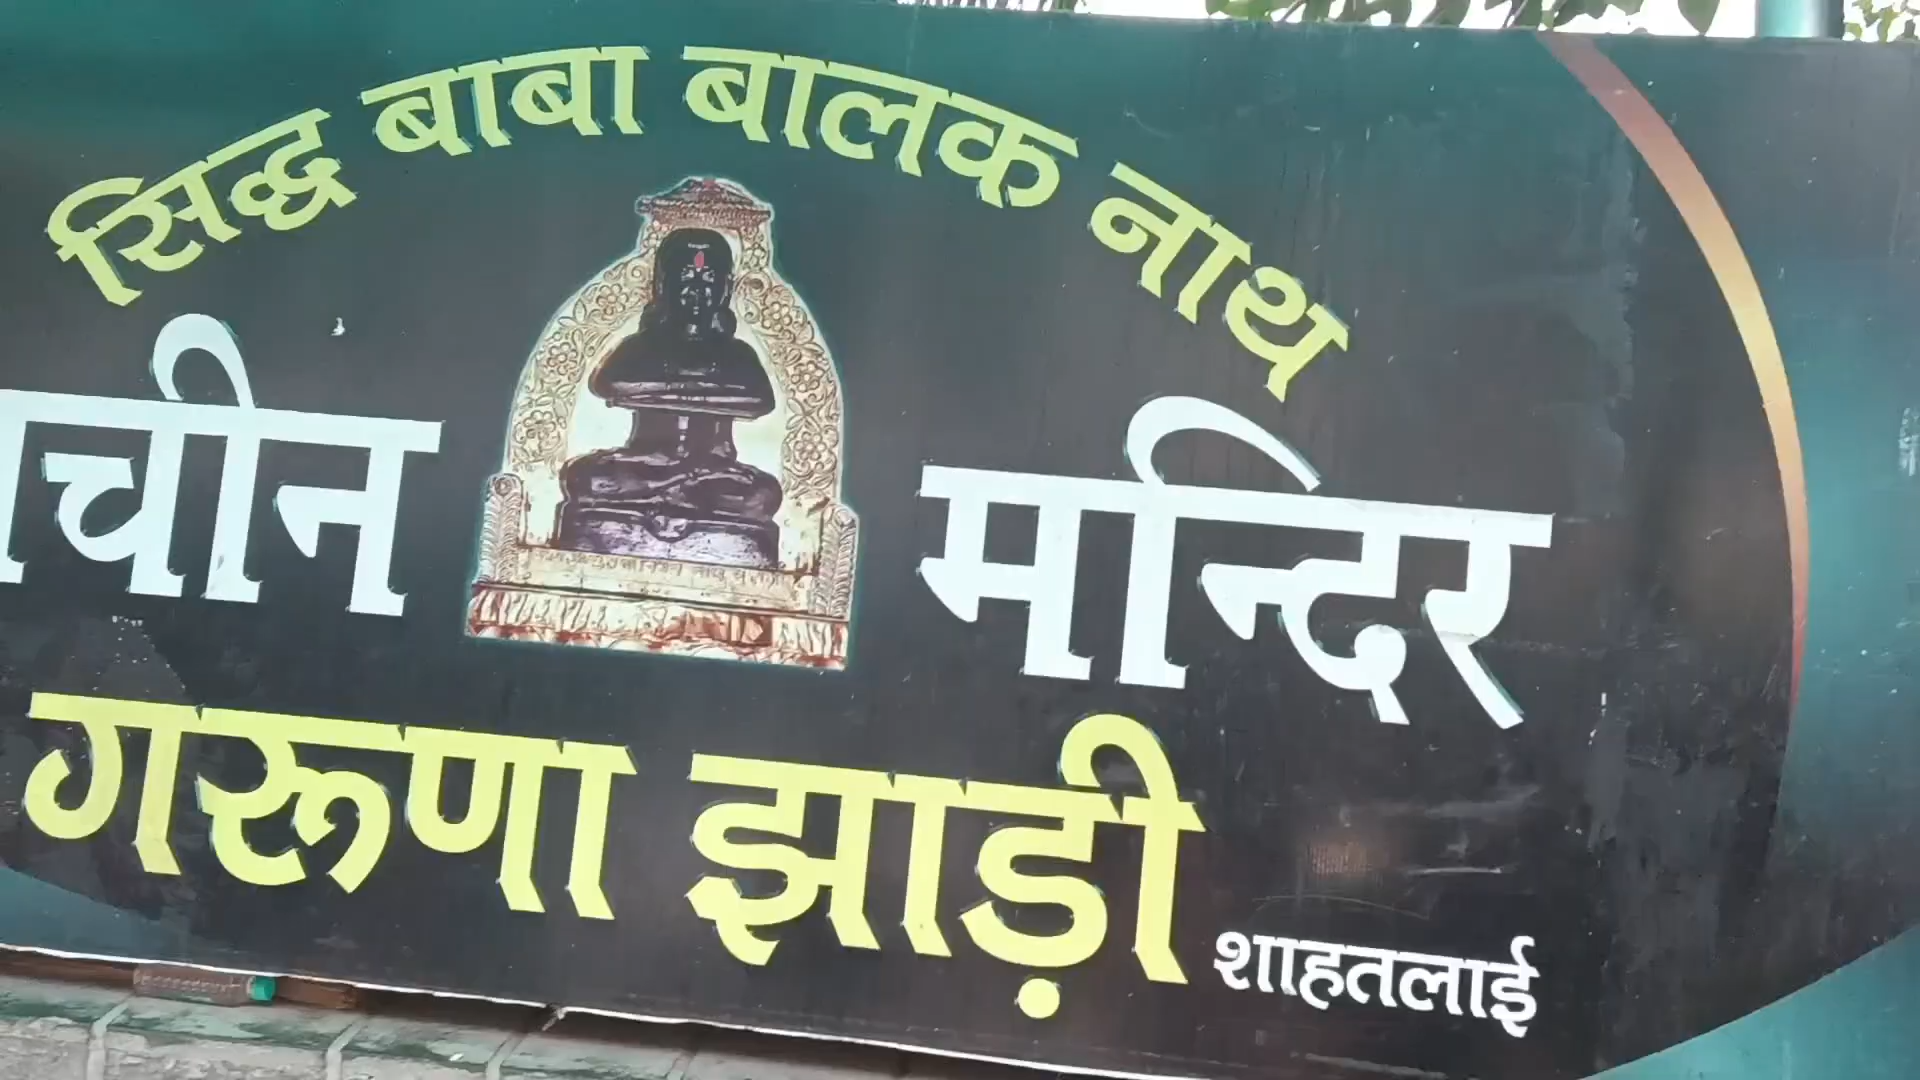 सिद्ध बाबा बालक नाथ
ाचीन मन्दिर
गरूणा झाड़ी
शाहतलाई